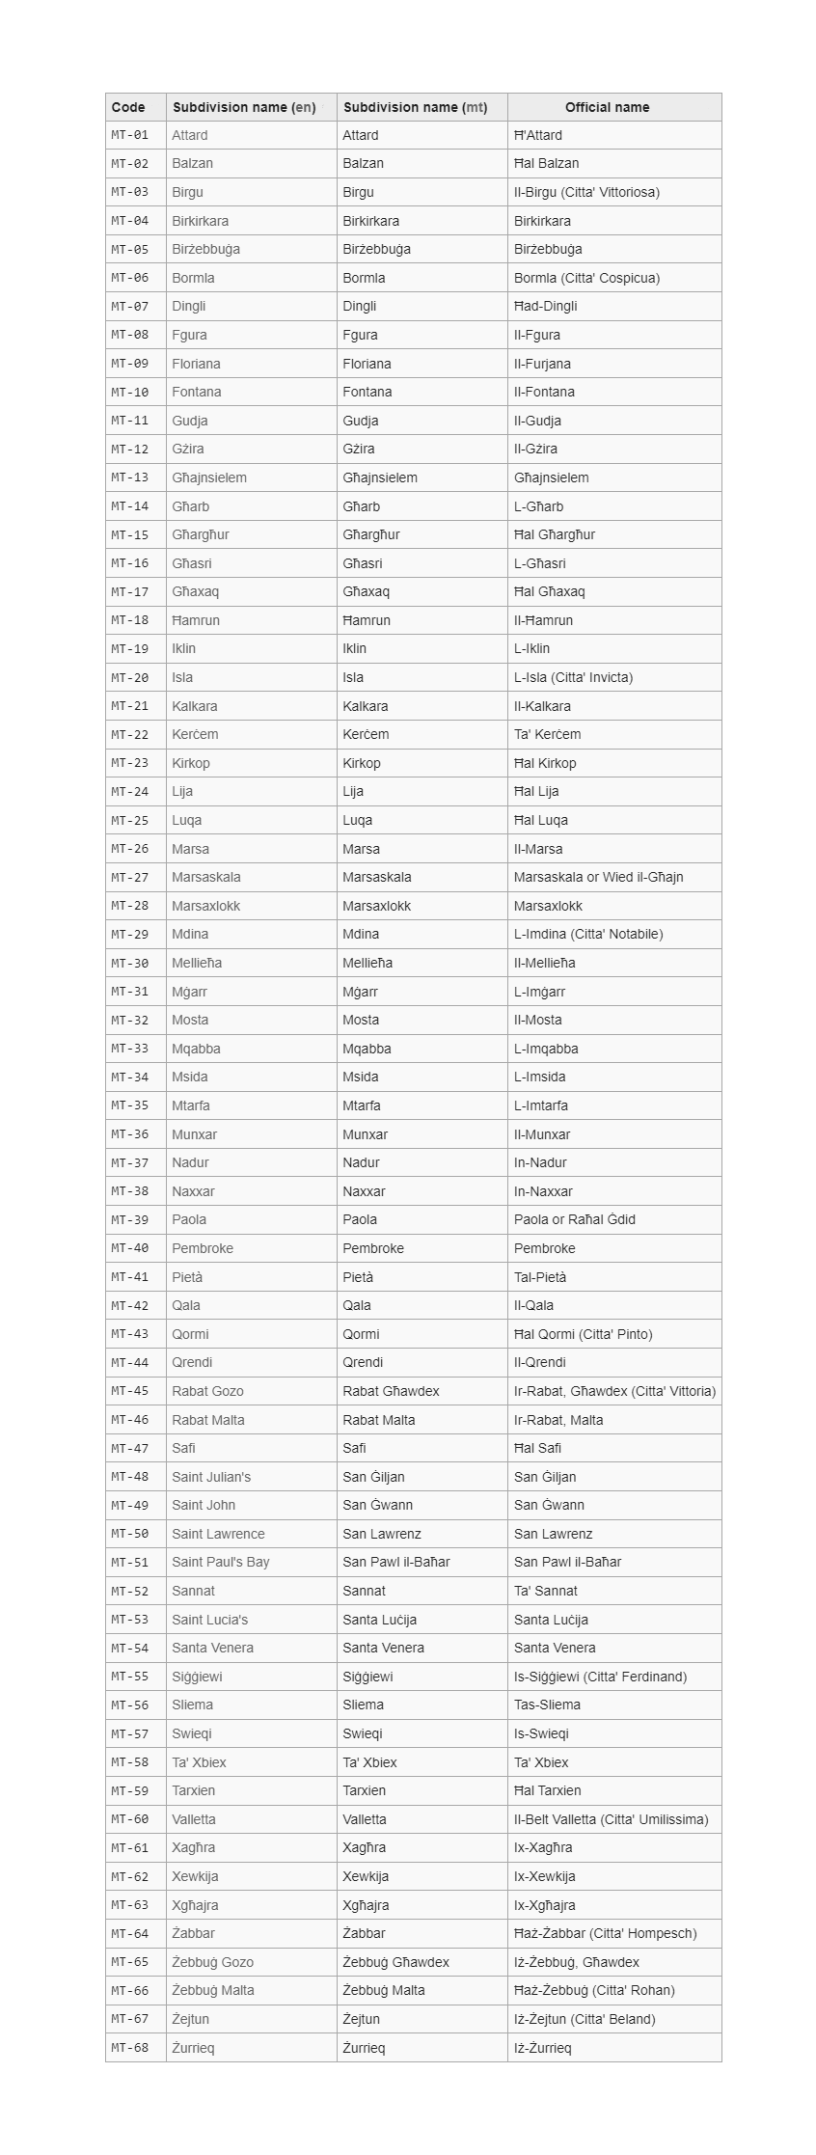 Code Subdivision name (en) Subdivision name (mt) Official name
MT-01 Attard Attard Ħ'Attard
MT-02 Balzan Balzan Ħal Balzan
MT-03 Birgu Birgu Il-Birgu (Citta' Vittoriosa)
MT-04 Birkirkara Birkirkara Birkirkara
MT-05 Birżebbuġa Birżebbuġa Birżebbuġa
MT-06 Bormla Bormla Bormla (Citta' Cospicua)
MT-07 Dingli Dingli Ħad-Dingli
MT-08 Fgura Fgura Il-Fgura
MT-09 Floriana Floriana Il-Furjana
MT-10 Fontana Fontana Il-Fontana
MT-11 Gudja Gudja Il-Gudja
MT-12 Gżira Gżira Il-Gżira
MT-13 Għajnsielem Għajnsielem Għajnsielem
MT-14 Għarb Għarb L-Għarb
MT-15 Għargħur Għargħur Ħal Għargħur
MT-16 Għasri Għasri L-Għasri
MT-17 Għaxaq Għaxaq Ħal Għaxaq
MT-18 Ħamrun Ħamrun Il-Ħamrun
MT-19 Iklin Iklin L-Iklin
MT-20 Isla Isla L-Isla (Citta' Invicta)
MT-21 Kalkara Kalkara Il-Kalkara
MT-22 Kerċem Kerċem Ta' Kerċem
MT-23 Kirkop Kirkop Ħal Kirkop
MT-24 Lija Lija Ħal Lija
MT-25 Luqa Luqa Ħal Luqa
MT-26 Marsa Marsa Il-Marsa
MT-27 Marsaskala Marsaskala Marsaskala or Wied il-Għajn
MT-28 Marsaxlokk Marsaxlokk Marsaxlokk
MT-29 Mdina Mdina L-Imdina (Citta' Notabile)
MT-30 Mellieħa Mellieħa Il-Mellieħa
MT-31 Mġarr Mġarr L-Imġarr
MT-32 Mosta Mosta Il-Mosta
MT-33 Mqabba Mqabba L-Imqabba
MT-34 Msida Msida L-Imsida
MT-35 Mtarfa Mtarfa L-Imtarfa
MT-36 Munxar Munxar Il-Munxar
MT-37 Nadur Nadur In-Nadur
MT-38 Naxxar Naxxar In-Naxxar
MT-39 Paola Paola Paola or Raħal Ġdid
MT-40 Pembroke Pembroke Pembroke
MT-41 Pietà Pietà Tal-Pietà
MT-42 Qala Qala Il-Qala
MT-43 Qormi Qormi Ħal Qormi (Citta' Pinto)
MT-44 Qrendi Qrendi Il-Qrendi
MT-45 Rabat Gozo Rabat Għawdex Ir-Rabat, Għawdex (Citta' Vittoria)
MT-46 Rabat Malta Rabat Malta Ir-Rabat, Malta
MT-47 Safi Safi Ħal Safi
MT-48 Saint Julian's San Ġiljan San Ġiljan
MT-49 Saint John San Ġwann San Ġwann
MT-50 Saint Lawrence San Lawrenz San Lawrenz
MT-51 Saint Paul's Bay San Pawl il-Baħar San Pawl il-Baħar
MT-52 Sannat Sannat Ta' Sannat
MT-53 Saint Lucia's Santa Luċija Santa Luċija
MT-54 Santa Venera Santa Venera Santa Venera
MT-55 Siġġiewi Siġġiewi Is-Siġġiewi (Citta' Ferdinand)
MT-56 Sliema Sliema Tas-Sliema
MT-57 Swieqi Swieqi Is-Swieqi
MT-58 Ta' Xbiex Ta' Xbiex Ta' Xbiex
MT-59 Tarxien Tarxien Ħal Tarxien
MT-60 Valletta Valletta Il-Belt Valletta (Citta' Umilissima)
MT-61 Xagħra Xagħra Ix-Xagħra
MT-62 Xewkija Xewkija Ix-Xewkija
MT-63 Xgħajra Xgħajra Ix-Xgħajra
MT-64 Żabbar Żabbar Ħaż-Żabbar (Citta' Hompesch)
MT-65 Żebbuġ Gozo Żebbuġ Għawdex Iż-Żebbuġ, Għawdex
MT-66 Żebbuġ Malta Żebbuġ Malta Ħaż-Żebbuġ (Citta' Rohan)
MT-67 Żejtun Żejtun Iż-Żejtun (Citta' Beland)
MT-68 Żurrieq Żurrieq Iż-Żurrieq